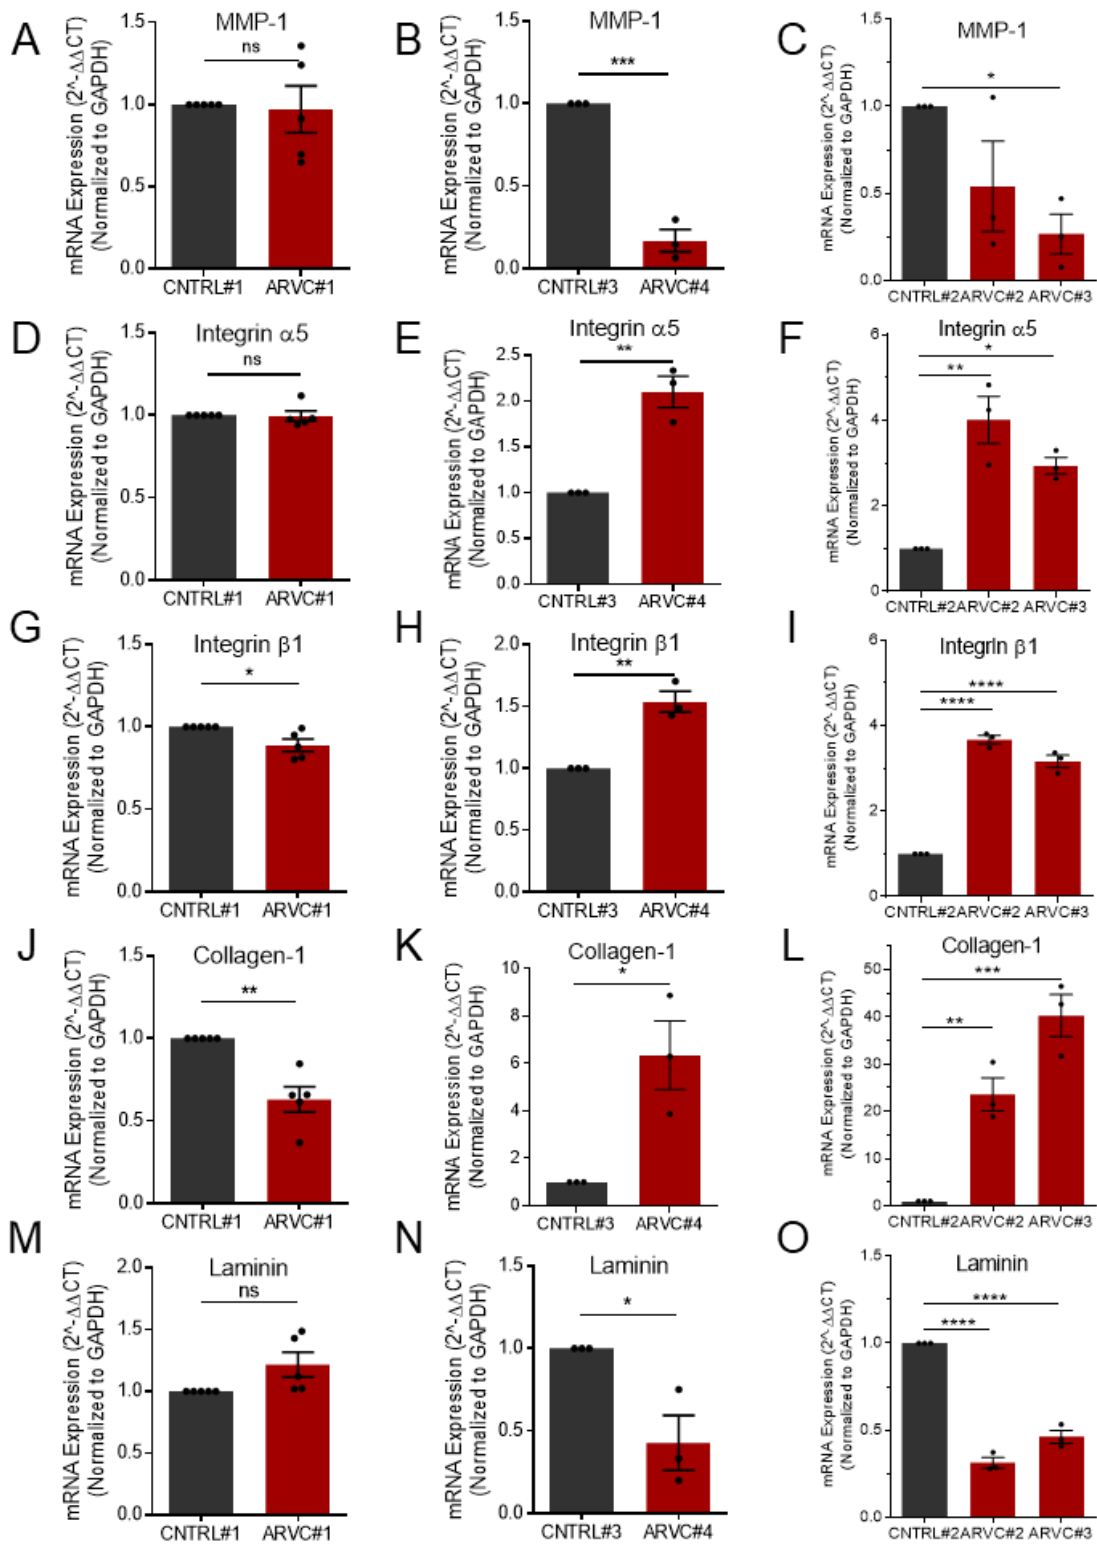 A
MMP-1
ns
mRNA Expression (2^-ΔΔCT)
(Normalized to GAPDH)
1.5
1.0
0.5
0.0
CNTRL#1 ARVC#1
B
MMP-1
***
mRNA Expression (2^-ΔΔCT)
(Normalized to GAPDH)
1.5
1.0
0.5
0.0
CNTRL#3 ARVC#4
C
MMP-1
*
mRNA Expression (2^-ΔΔCT)
(Normalized to GAPDH)
1.5
1.0
0.5
0.0
CNTRL#2 ARVC#2 ARVC#3
D
Integrin α5
ns
mRNA Expression (2^-ΔΔCT)
(Normalized to GAPDH)
1.5
1.0
0.5
0.0
CNTRL#1 ARVC#1
E
Integrin α5
**
mRNA Expression (2^-ΔΔCT)
(Normalized to GAPDH)
2.5
2.0
1.5
1.0
0.5
0.0
CNTRL#3 ARVC#4
F
Integrin α5
*
**
mRNA Expression (2^-ΔΔCT)
(Normalized to GAPDH)
6
4
2
0
CNTRL#2 ARVC#2 ARVC#3
G
Integrin β1
*
mRNA Expression (2^-ΔΔCT)
(Normalized to GAPDH)
1.5
1.0
0.5
0.0
CNTRL#1 ARVC#1
H
Integrin β1
**
mRNA Expression (2^-ΔΔCT)
(Normalized to GAPDH)
2.0
1.5
1.0
0.5
0.0
CNTRL#3 ARVC#4
I
Integrin β1
****
****
mRNA Expression (2^-ΔΔCT)
(Normalized to GAPDH)
6
4
2
0
CNTRL#2 ARVC#2 ARVC#3
J
Collagen-1
**
mRNA Expression (2^-ΔΔCT)
(Normalized to GAPDH)
1.5
1.0
0.5
0.0
CNTRL#1 ARVC#1
K
Collagen-1
*
mRNA Expression (2^-ΔΔCT)
(Normalized to GAPDH)
10
8
6
4
2
0
CNTRL#3 ARVC#4
L
Collagen-1
***
**
mRNA Expression (2^-ΔΔCT)
(Normalized to GAPDH)
50
40
30
20
10
0
CNTRL#2 ARVC#2 ARVC#3
M
Laminin
ns
mRNA Expression (2^-ΔΔCT)
(Normalized to GAPDH)
2.0
1.5
1.0
0.5
0.0
CNTRL#1 ARVC#1
N
Laminin
*
mRNA Expression (2^-ΔΔCT)
(Normalized to GAPDH)
1.5
1.0
0.5
0.0
CNTRL#3 ARVC#4
O
Laminin
****
****
mRNA Expression (2^-ΔΔCT)
(Normalized to GAPDH)
1.5
1.0
0.5
0.0
CNTRL#2 ARVC#2 ARVC#3